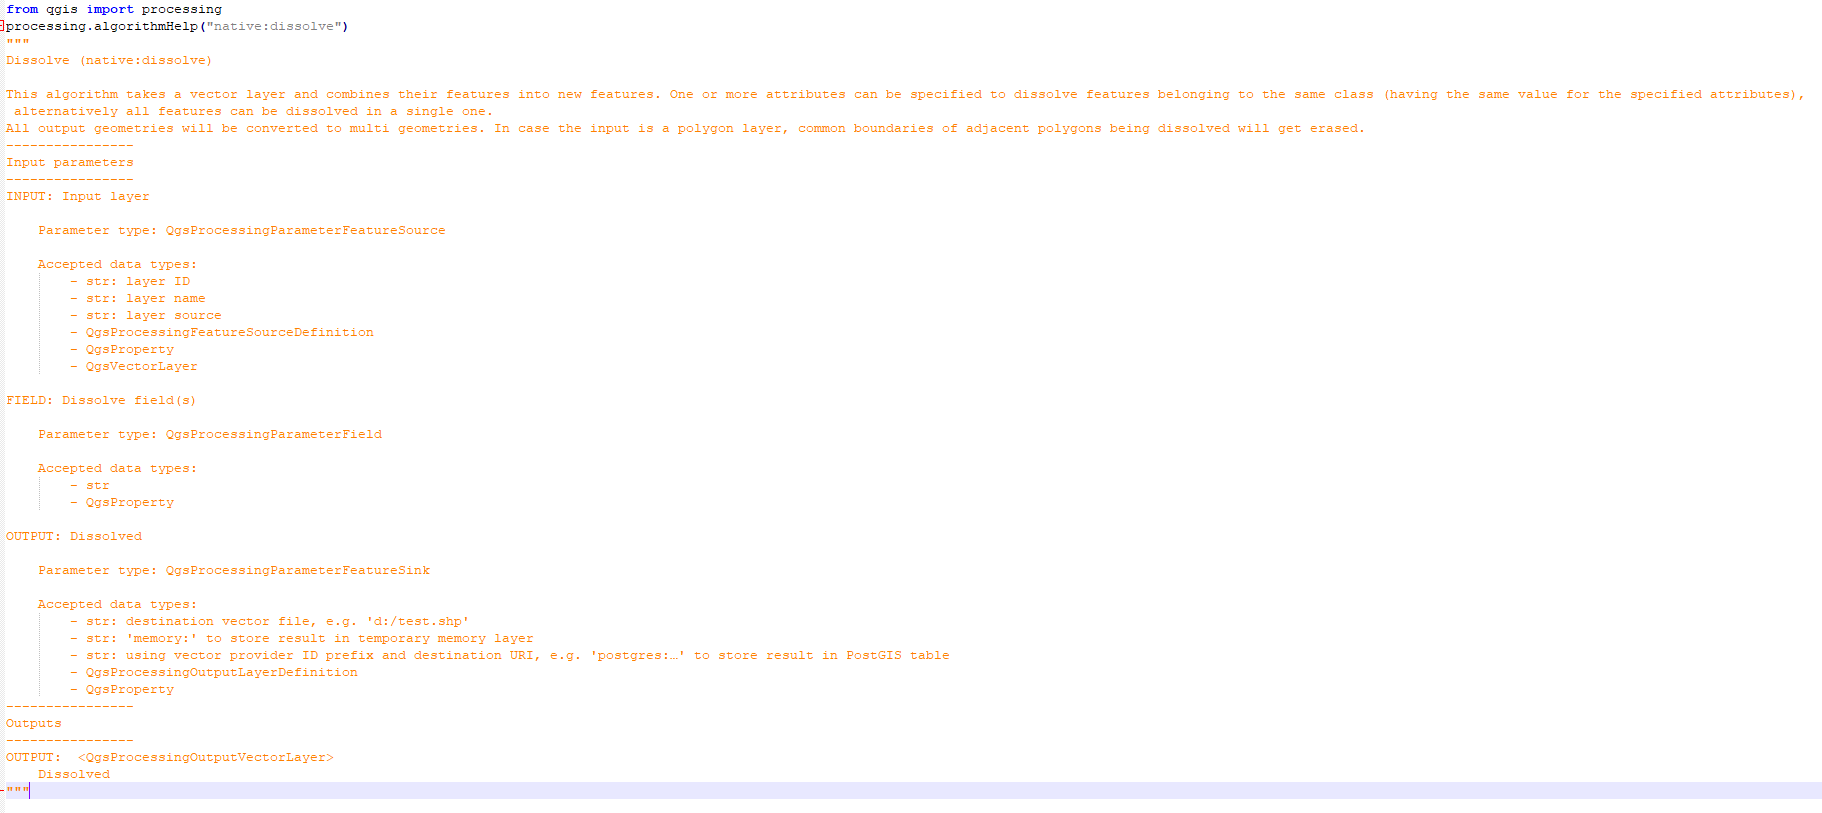 from qgis import processing
processing.algorithmHelp("native:dissolve")
"""
Dissolve (native:dissolve)
This algorithm takes a vector layer and combines their features into new features. One or more attributes can be specified to dissolve features belonging to the same class (having the same value for the specified attributes),
alternatively all features can be dissolved in a single one.
All output geometries will be converted to multi geometries. In case the input is a polygon layer, common boundaries of adjacent polygons being dissolved will get erased.
----------------
Input parameters
----------------
INPUT: Input layer
Parameter type: QgsProcessingParameterFeatureSource
Accepted data types:
- str: layer ID
- str: layer name
- str: layer source
- QgsProcessingFeatureSourceDefinition
- QgsProperty
- QgsVectorLayer
FIELD: Dissolve field(s)
Parameter type: QgsProcessingParameterField
Accepted data types:
- str
- QgsProperty
OUTPUT: Dissolved
Parameter type: QgsProcessingParameterFeatureSink
Accepted data types:
- str: destination vector file, e.g. 'd:/test.shp'
- str: 'memory:' to store result in temporary memory layer
- str: using vector provider ID prefix and destination URI, e.g. 'postgres:…' to store result in PostGIS table
- QgsProcessingOutputLayerDefinition
- QgsProperty
----------------
Outputs
----------------
OUTPUT:  <QgsProcessingOutputVectorLayer>
Dissolved
"""